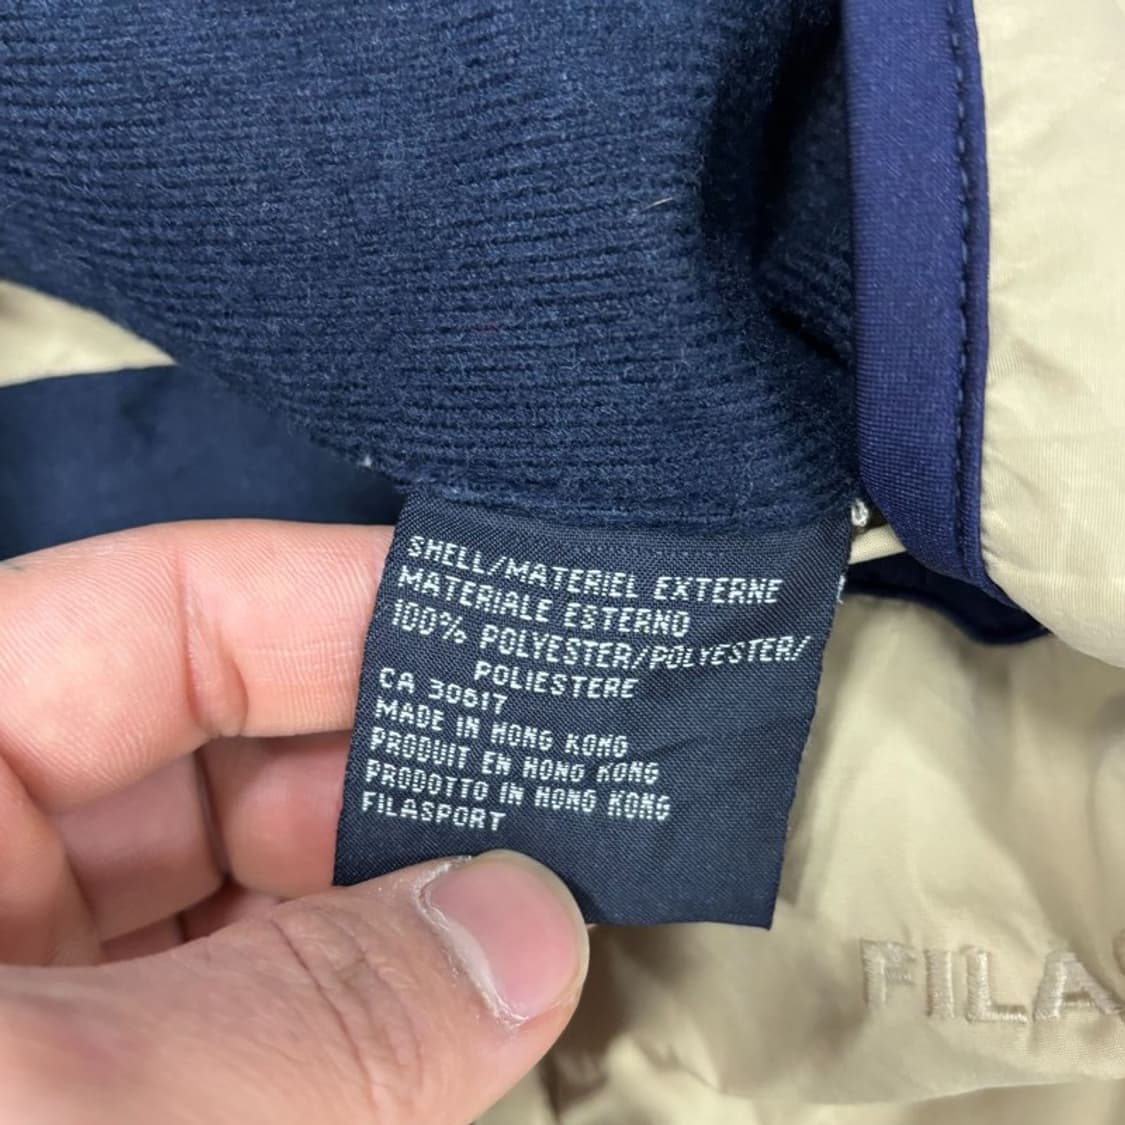 SHELL/MATERIEL EXTERNE
MATERIALE ESTERNO
100% POLYESTER/POLYESTER/
POLIESTERE
CA 30517
MADE IN HONG KONG
PRODUIT EN HONG KONG
PRODOTTO IN HONG KONG
FILASPORT
FILA